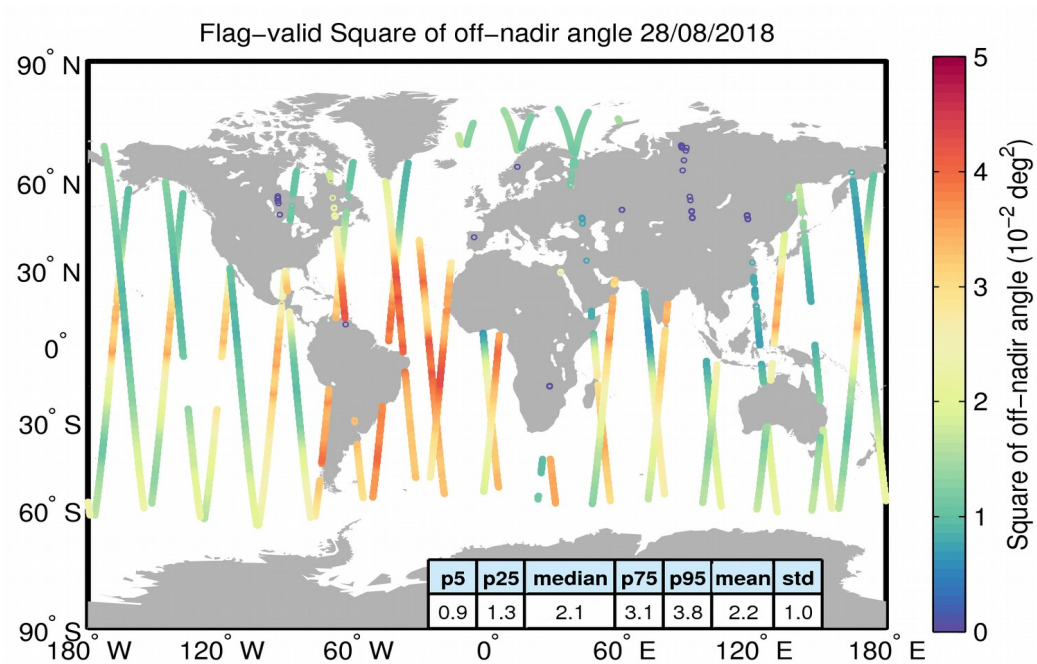 Flag-valid Square of off-nadir angle 28/08/2018
90° N
60° N
30° N
0°
30° S
60° S
90° S
180° W
120° W
60° W
0°
60° E
120° E
180° E
p5 p25 median p75 p95 mean std
0.9 1.3 2.1 3.1 3.8 2.2 1.0
5
4
3
2
1
0
Square of off-nadir angle (10⁻² deg²)